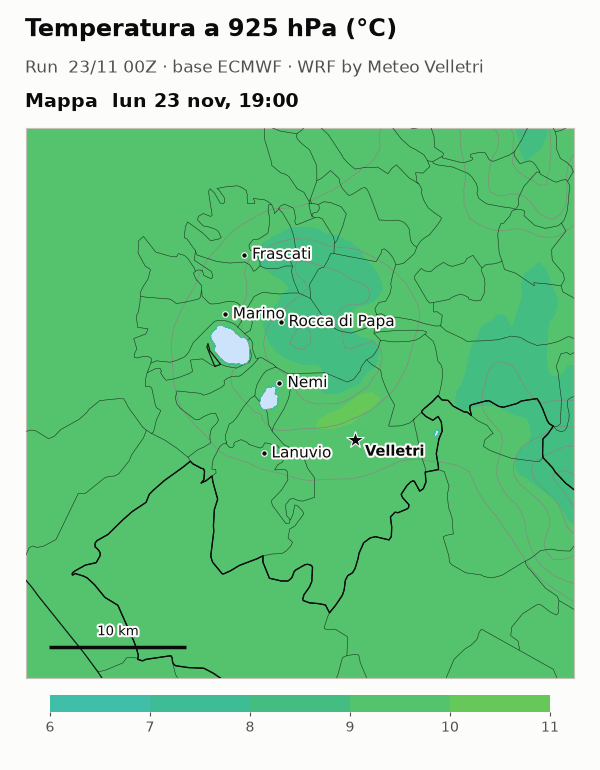 Temperatura a 925 hPa (°C)
Run  23/11 00Z · base ECMWF · WRF by Meteo Velletri
Mappa  lun 23 nov, 19:00
Frascati
Marino
Rocca di Papa
Nemi
Velletri
Lanuvio
10 km
6 7 8 9 10 11